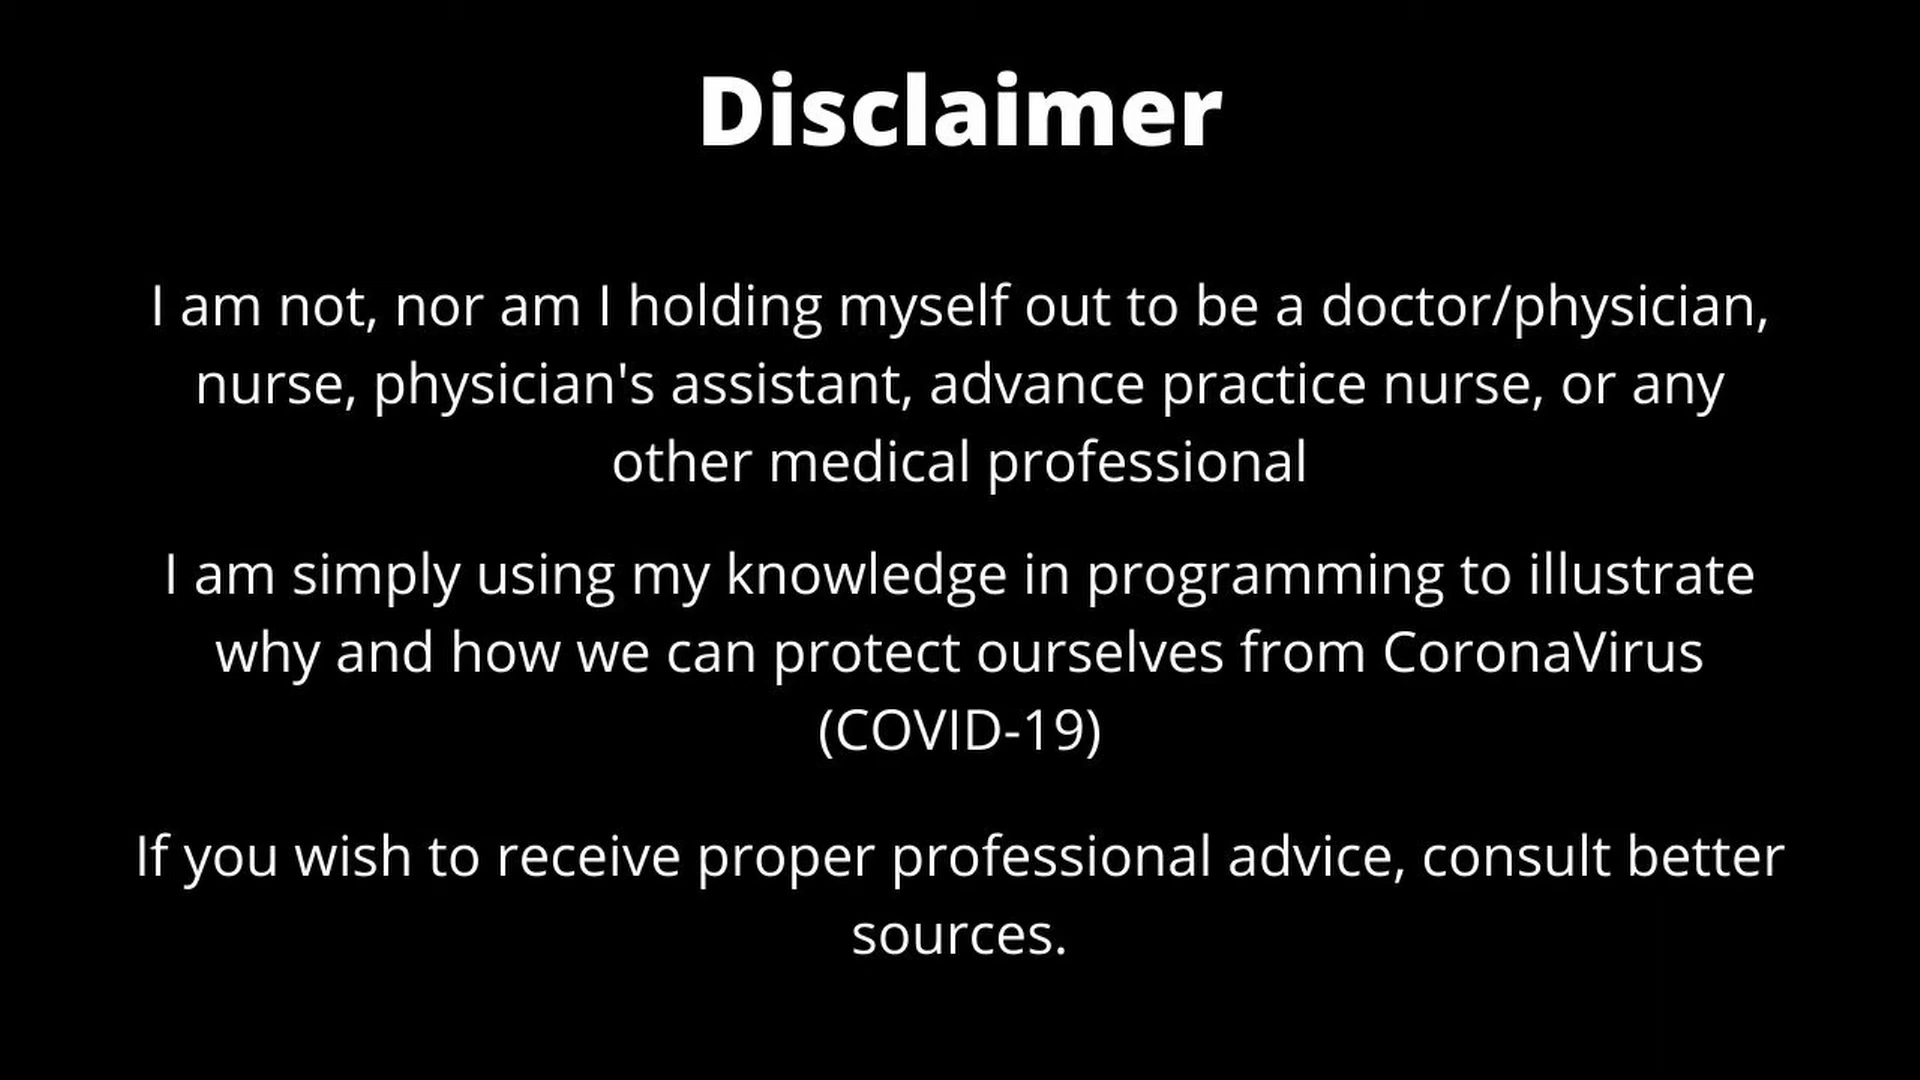 Disclaimer
I am not, nor am I holding myself out to be a doctor/physician,
nurse, physician's assistant, advance practice nurse, or any
other medical professional
I am simply using my knowledge in programming to illustrate
why and how we can protect ourselves from CoronaVirus
(COVID-19)
If you wish to receive proper professional advice, consult better
sources.